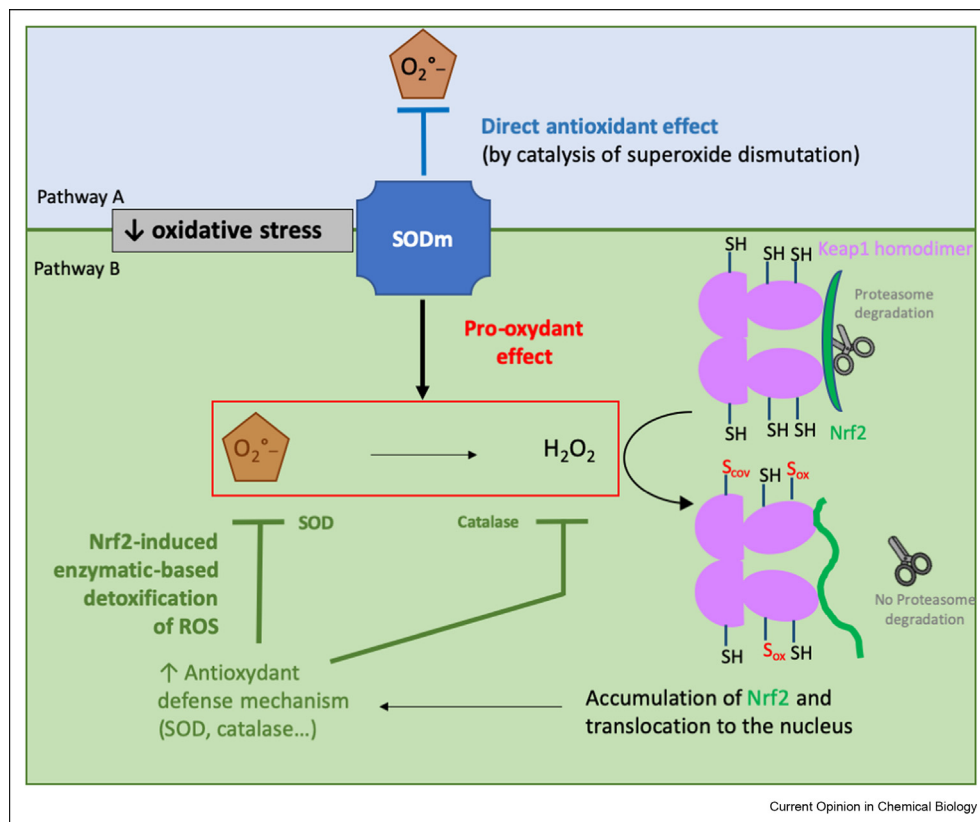 O₂°–
Direct antioxidant effect
(by catalysis of superoxide dismutation)
Pathway A
↓ oxidative stress
SODm
Pathway B
Pro-oxydant
effect
SH
SH SH
Keap1 homodimer
Proteasome
degradation
SH
SH SH
Nrf2
O₂°–
H₂O₂
Scov
SH
Sox
SOD
Catalase
Nrf2-induced
enzymatic-based
detoxification
of ROS
No Proteasome
degradation
SH
Sox SH
↑ Antioxydant
defense mechanism
(SOD, catalase...)
Accumulation of Nrf2 and
translocation to the nucleus
Current Opinion in Chemical Biology